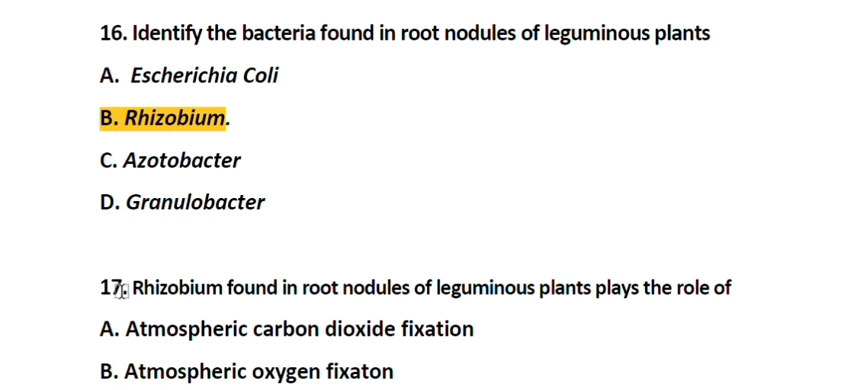 16. Identify the bacteria found in root nodules of leguminous plants
A. Escherichia Coli
B. Rhizobium.
C. Azotobacter
D. Granulobacter
17. Rhizobium found in root nodules of leguminous plants plays the role of
A. Atmospheric carbon dioxide fixation
B. Atmospheric oxygen fixaton